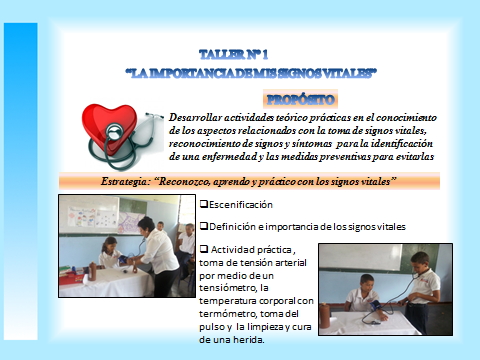 TALLER Nº 1
“LA IMPORTANCIA DE MIS SIGNOS VITALES”
PROPÓSITO
Desarrollar actividades teórico prácticas en el conocimiento
de los aspectos relacionados con la toma de signos vitales,
reconocimiento de signos y síntomas para la identificación
de una enfermedad y las medidas preventivas para evitarlas
Estrategia: “Reconozco, aprendo y práctico con los signos vitales”
❑Escenificación
❑Definición e importancia de los signos vitales
❑ Actividad práctica ,
toma de tensión arterial
por medio de un
tensiómetro, la
temperatura corporal con
termómetro, toma del
pulso y la limpieza y cura
de una herida.